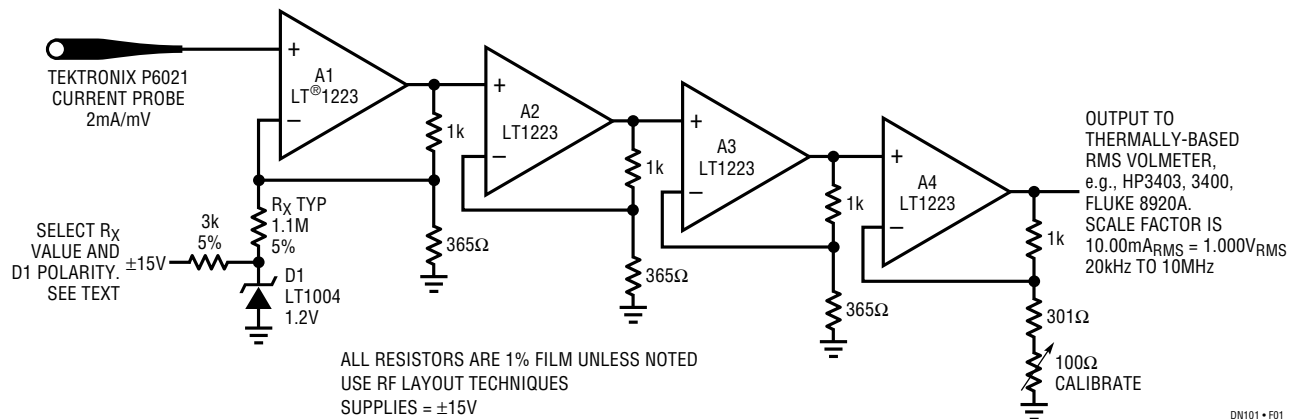 TEKTRONIX P6021
CURRENT PROBE
2mA/mV
+
A1
LT®1223
−
1k
RX TYP
1.1M
5%
3k
5%
SELECT RX
VALUE AND
D1 POLARITY.
SEE TEXT
±15V
D1
LT1004
1.2V
365Ω
+
A2
LT1223
−
1k
365Ω
+
A3
LT1223
−
1k
365Ω
+
A4
LT1223
−
1k
301Ω
100Ω
CALIBRATE
OUTPUT TO
THERMALLY-BASED
RMS VOLMETER,
e.g., HP3403, 3400,
FLUKE 8920A.
SCALE FACTOR IS
10.00mARMS = 1.000VRMS
20kHz TO 10MHz
ALL RESISTORS ARE 1% FILM UNLESS NOTED
USE RF LAYOUT TECHNIQUES
SUPPLIES = ±15V
DN101 • F01